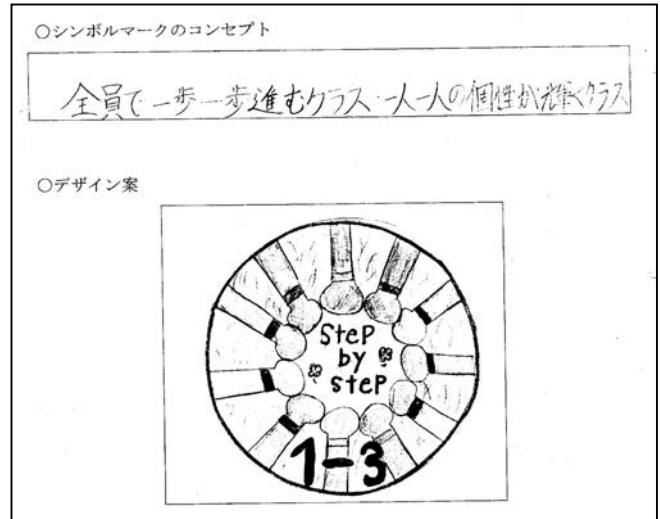 ○シンボルマークのコンセプト
全員で一歩一歩進むクラス・一人一人の個性が輝くクラス
○デザイン案
SteP
by
steP
1-3